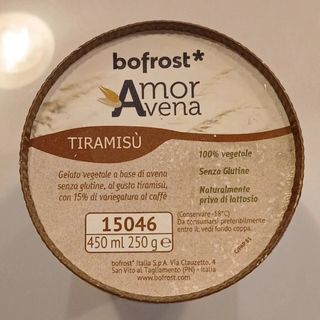 bofrost*
Amor
Avena
TIRAMISÙ
100% vegetale
Gelato vegetale a base di avena
senza glutine, al gusto tiramisù,
con 15% di variegatura al caffè
Senza Glutine
Naturalmente
privo di lattosio
15046
450 ml 250 g e
(Conservare -18°C)
Da consumarsi preferibilmente
entro il: vedi fondo coppa.
bofrost* Italia S.p.A. Via Clauzetto, 4
San Vito al Tagliamento (PN) - Italia
www.bofrost.com